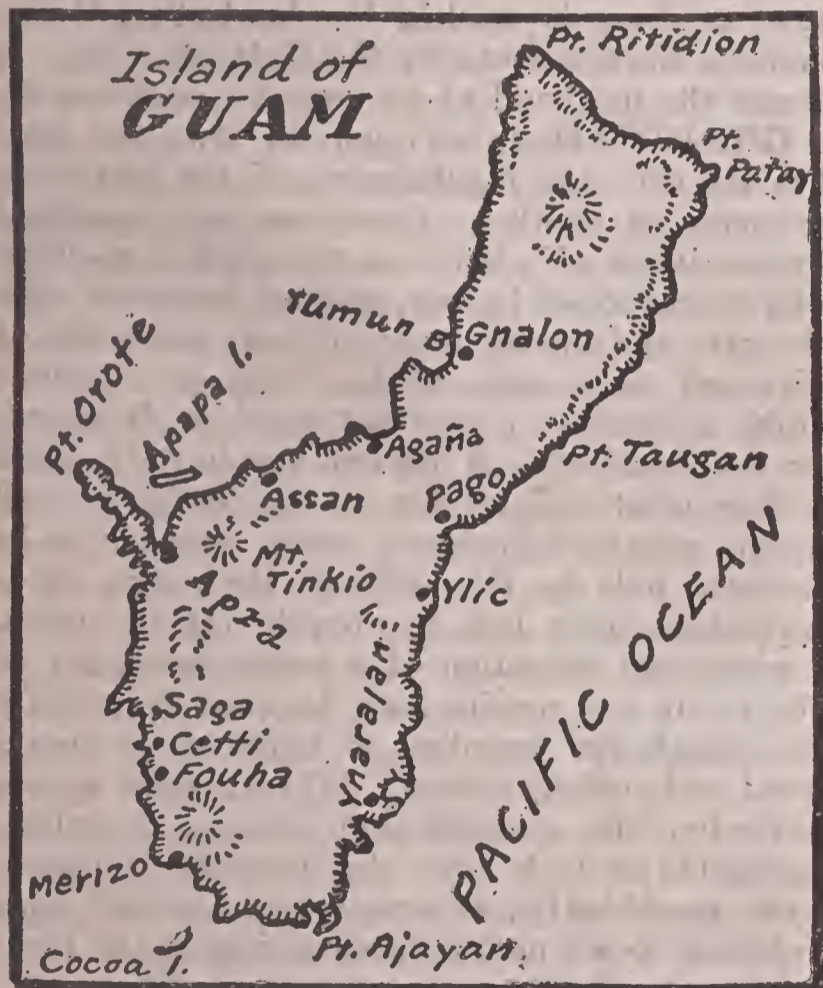 Island of
GUAM
Pt. Ritidion
Pt.
Patay
Tumun B
Gnalon
Pt. Orote
Apapa I.
Agaña
Pt. Taugan
Assan
Pago
Mt.
Tinkio
Apra
Ylic
PACIFIC OCEAN
Saga
Cetti
Fouha
Ynaralan
Merizo
Cocoa I.
Pt. Ajayan.